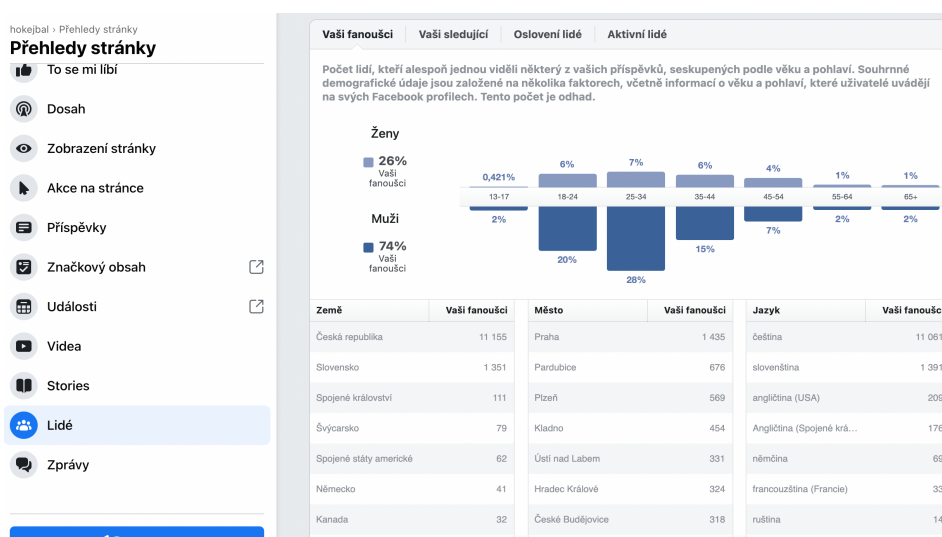 hokejbal › Přehledy stránky
Přehledy stránky
To se mi líbí
Dosah
Zobrazení stránky
Akce na stránce
Příspěvky
Značkový obsah
Události
Videa
Stories
Lidé
Zprávy
Vaši fanoušci Vaši sledující Oslovení lidé Aktivní lidé
Počet lidí, kteří alespoň jednou viděli některý z vašich příspěvků, seskupených podle věku a pohlaví. Souhrnné
demografické údaje jsou založené na několika faktorech, včetně informací o věku a pohlaví, které uživatelé uvádějí
na svých Facebook profilech. Tento počet je odhad.
Ženy
26%
Vaši
fanoušci
0,421% 6% 7% 6% 4% 1% 1%
13-17 18-24 25-34 35-44 45-54 55-64 65+
Muži
74%
Vaši
fanoušci
2% 20% 28% 15% 7% 2% 2%
Země Vaši fanoušci Město Vaši fanoušci Jazyk Vaši fanoušc
Česká republika 11 155 Praha 1 435 čeština 11 061
Slovensko 1 351 Pardubice 676 slovenština 1 391
Spojené království 111 Plzeň 569 angličtina (USA) 209
Švýcarsko 79 Kladno 454 Angličtina (Spojené krá... 176
Spojené státy americké 62 Ústí nad Labem 331 němčina 69
Německo 41 Hradec Králové 324 francouzština (Francie) 33
Kanada 32 České Budějovice 318 ruština 14